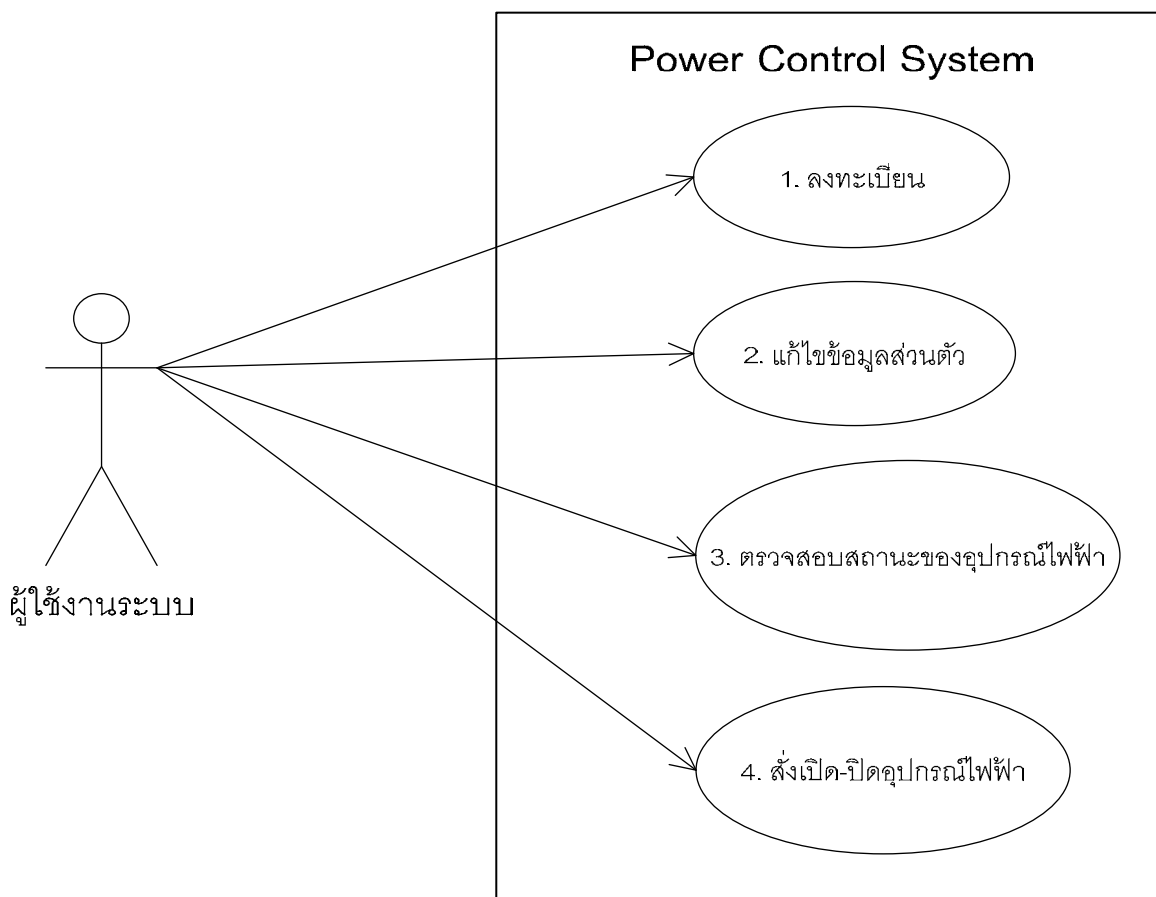 Power Control System
1. ลงทะเบียน
2. แก้ไขข้อมูลส่วนตัว
3. ตรวจสอบสถานะของอุปกรณ์ไฟฟ้า
ผู้ใช้งานระบบ
4. สั่งเปิด-ปิดอุปกรณ์ไฟฟ้า